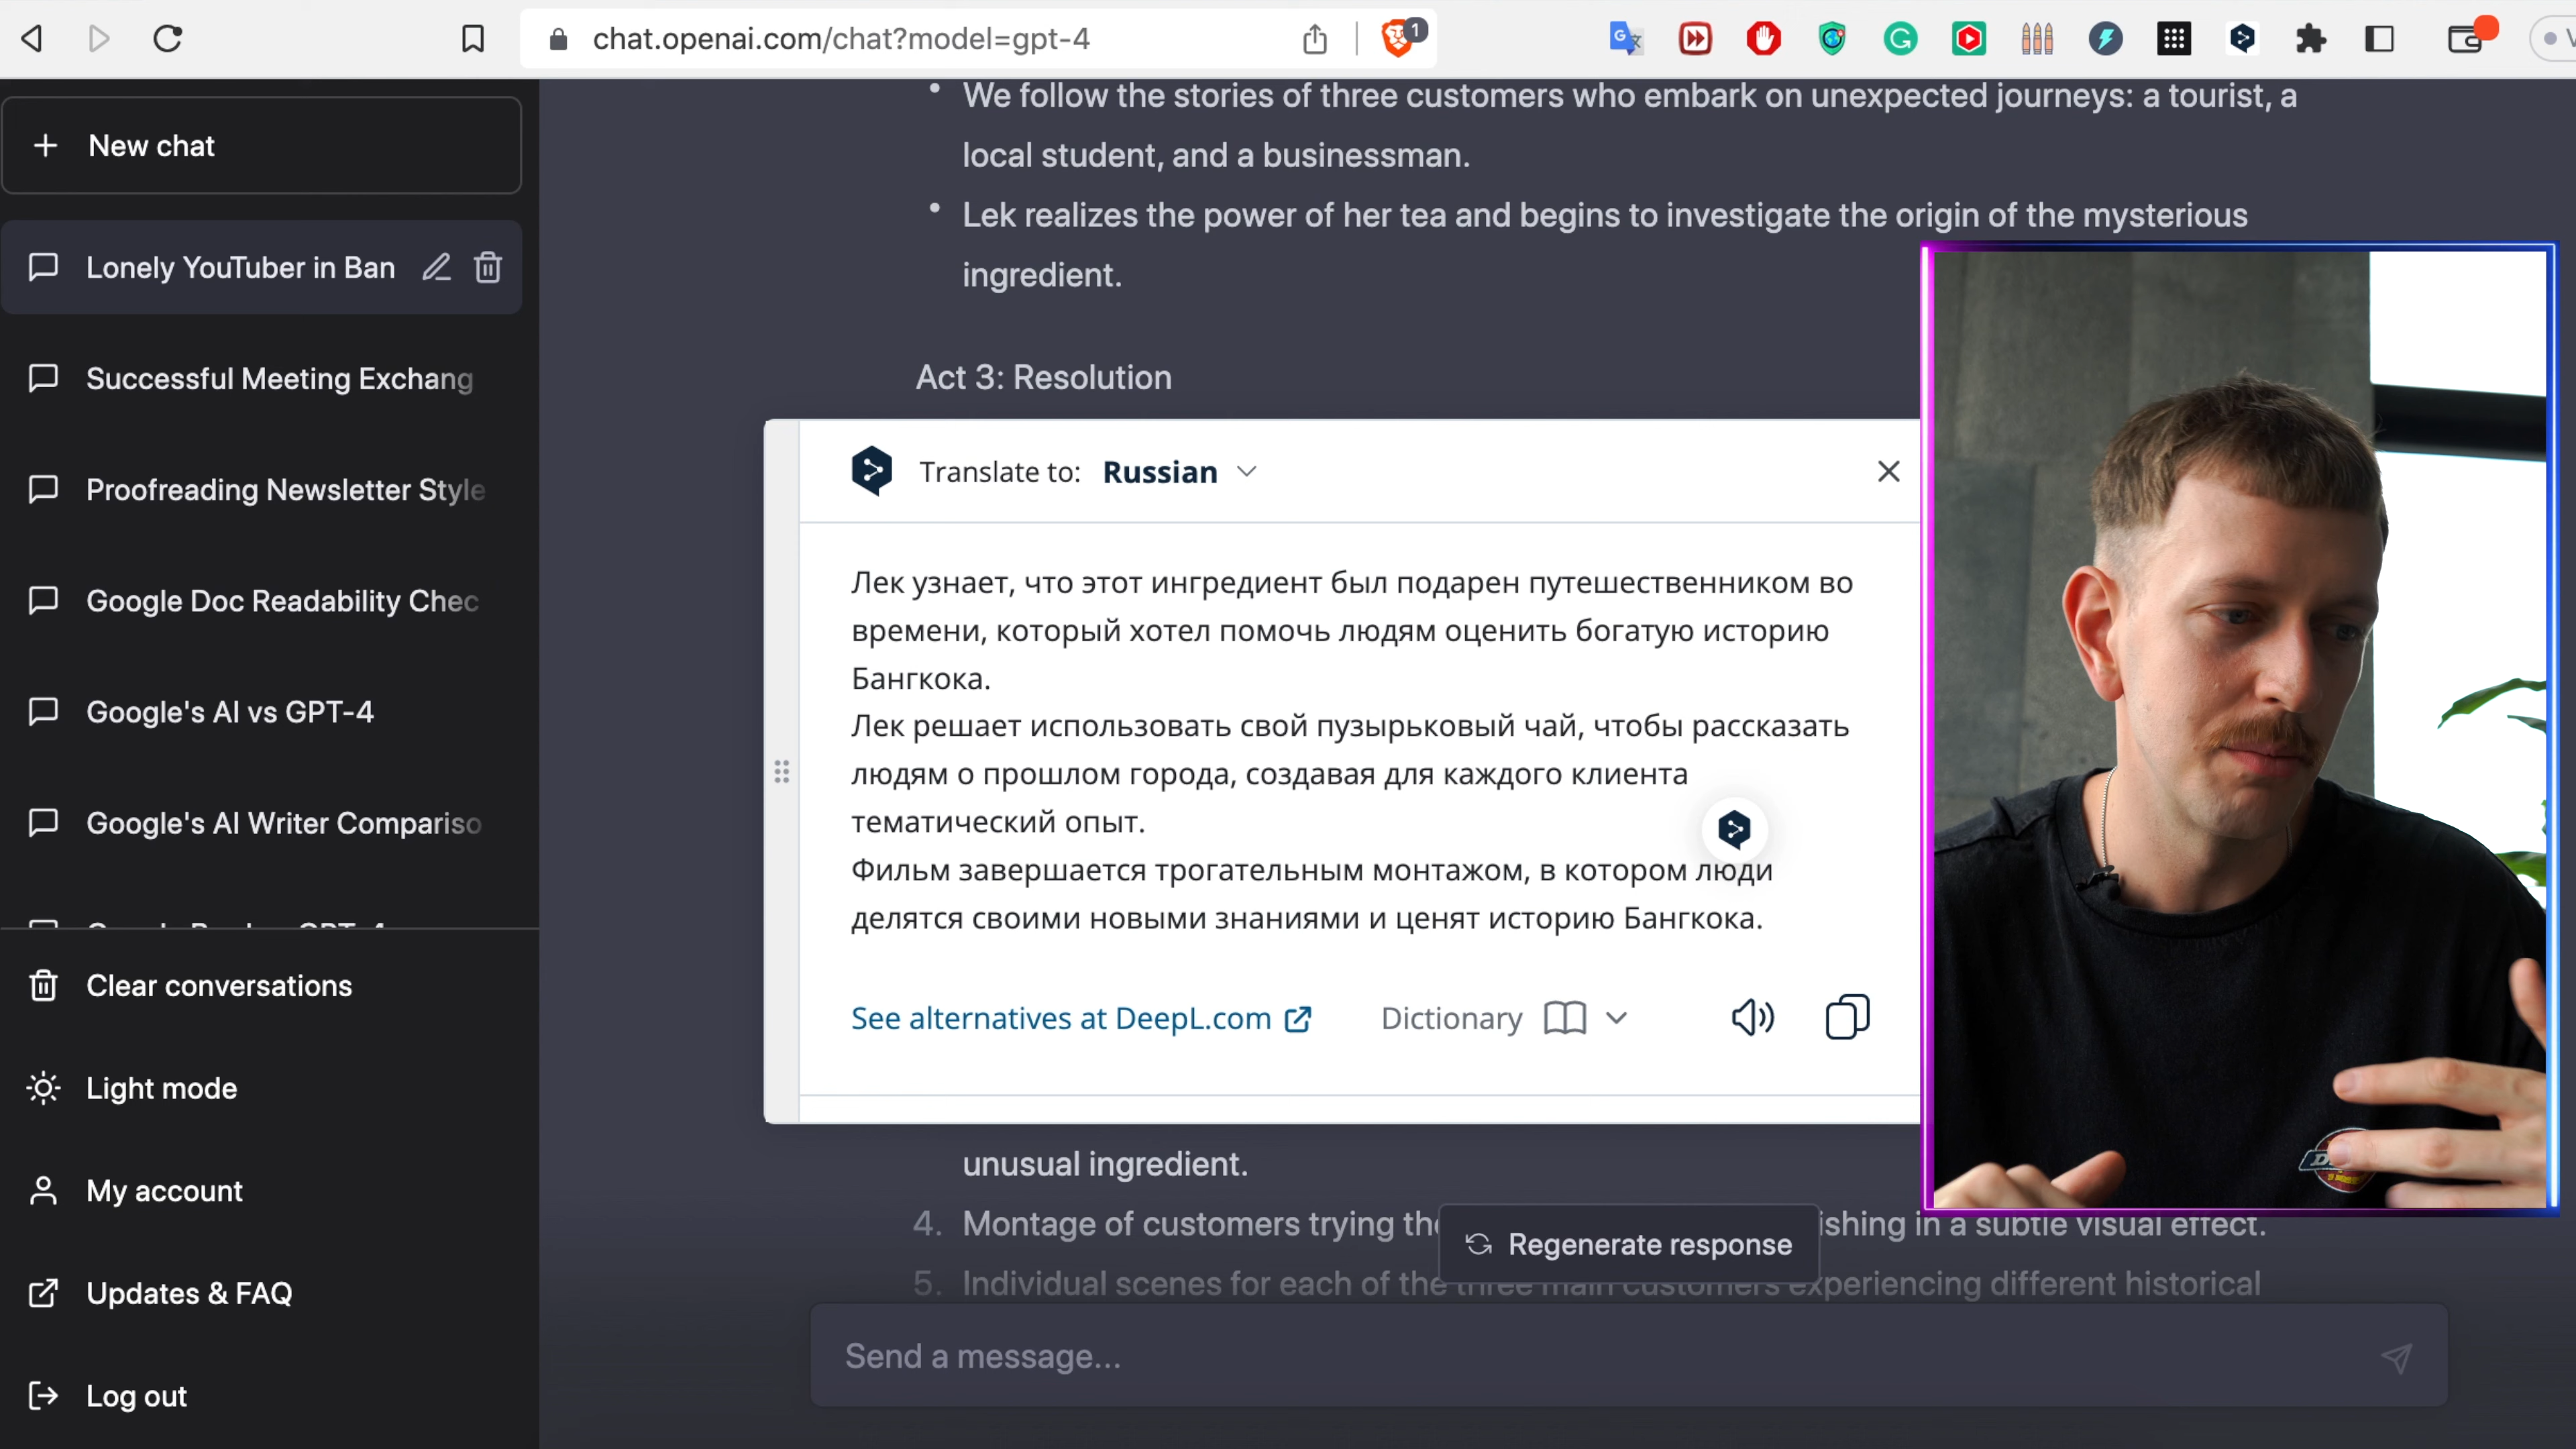 chat.openai.com/chat?model=gpt-4
1
New chat
Lonely YouTuber in Ban
Successful Meeting Exchang
Proofreading Newsletter Style
Google Doc Readability Chec
Google's AI vs GPT-4
Google's AI Writer Compariso
Clear conversations
Light mode
My account
Updates & FAQ
Log out
We follow the stories of three customers who embark on unexpected journeys: a tourist, a
local student, and a businessman.
Lek realizes the power of her tea and begins to investigate the origin of the mysterious
ingredient.
Act 3: Resolution
Translate to: Russian
Лек узнает, что этот ингредиент был подарен путешественником во
времени, который хотел помочь людям оценить богатую историю
Бангкока.
Лек решает использовать свой пузырьковый чай, чтобы рассказать
людям о прошлом города, создавая для каждого клиента
тематический опыт.
Фильм завершается трогательным монтажом, в котором люди
делятся своими новыми знаниями и ценят историю Бангкока.
See alternatives at DeepL.com
Dictionary
unusual ingredient.
4. Montage of customers trying ishing in a subtle visual effect.
Regenerate response
5. Individual scenes for each of the three main customers experiencing different historical
Send a message...